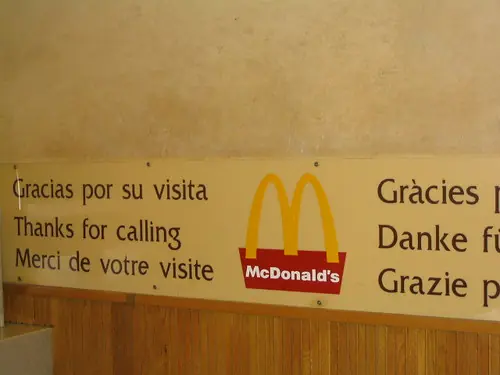 Gracias por su visita
Thanks for calling
Merci de votre visite
McDonald's
Gràcies
Danke
Grazie